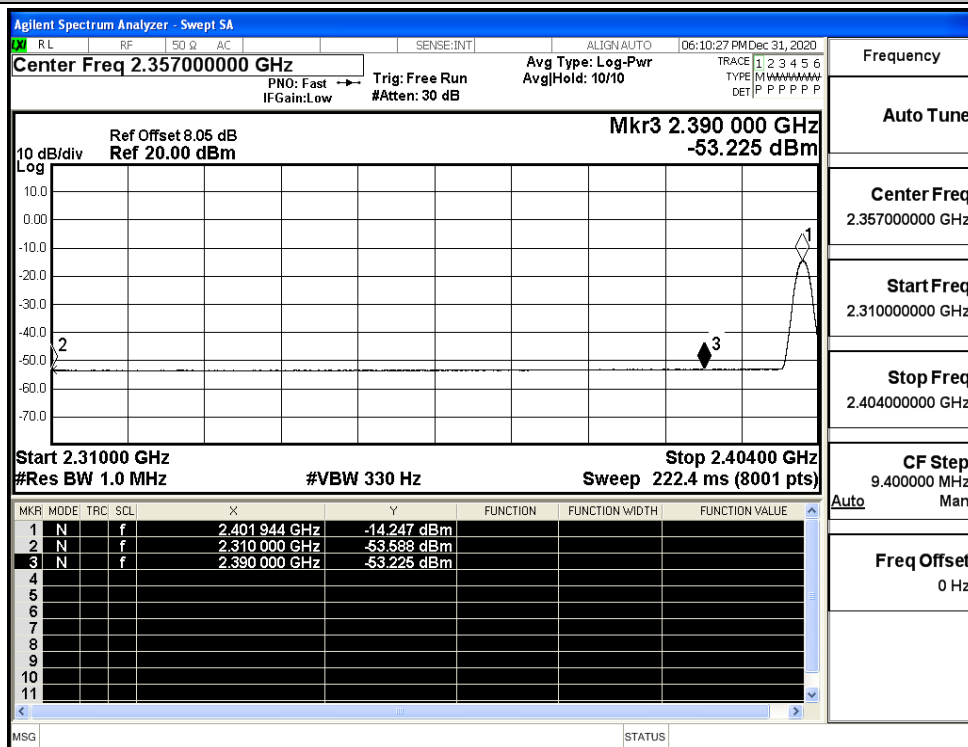 Agilent Spectrum Analyzer - Swept SA
LXI RL RF 50 Ω AC SENSE:INT ALIGN AUTO 06:10:27 PM Dec 31, 2020
Center Freq 2.357000000 GHz
PNO: Fast
IFGain:Low
Trig: Free Run
#Atten: 30 dB
Avg Type: Log-Pwr
Avg|Hold: 10/10
TRACE 1 2 3 4 5 6
TYPE M WWWWW
DET P P P P P P
Ref Offset 8.05 dB
10 dB/div Ref 20.00 dBm
Log
Mkr3 2.390 000 GHz
-53.225 dBm
10.0
0.00
-10.0
-20.0
-30.0
-40.0
-50.0
-60.0
-70.0
1
2
3
Start 2.31000 GHz Stop 2.40400 GHz
#Res BW 1.0 MHz #VBW 330 Hz Sweep 222.4 ms (8001 pts)
MKR MODE TRC SCL X Y FUNCTION FUNCTION WIDTH FUNCTION VALUE
1 N f 2.401 944 GHz -14.247 dBm
2 N f 2.310 000 GHz -53.588 dBm
3 N f 2.390 000 GHz -53.225 dBm
4
5
6
7
8
9
10
11
MSG STATUS
Frequency
Auto Tune
Center Freq
2.357000000 GHz
Start Freq
2.310000000 GHz
Stop Freq
2.404000000 GHz
CF Step
9.400000 MHz
Auto Man
Freq Offset
0 Hz